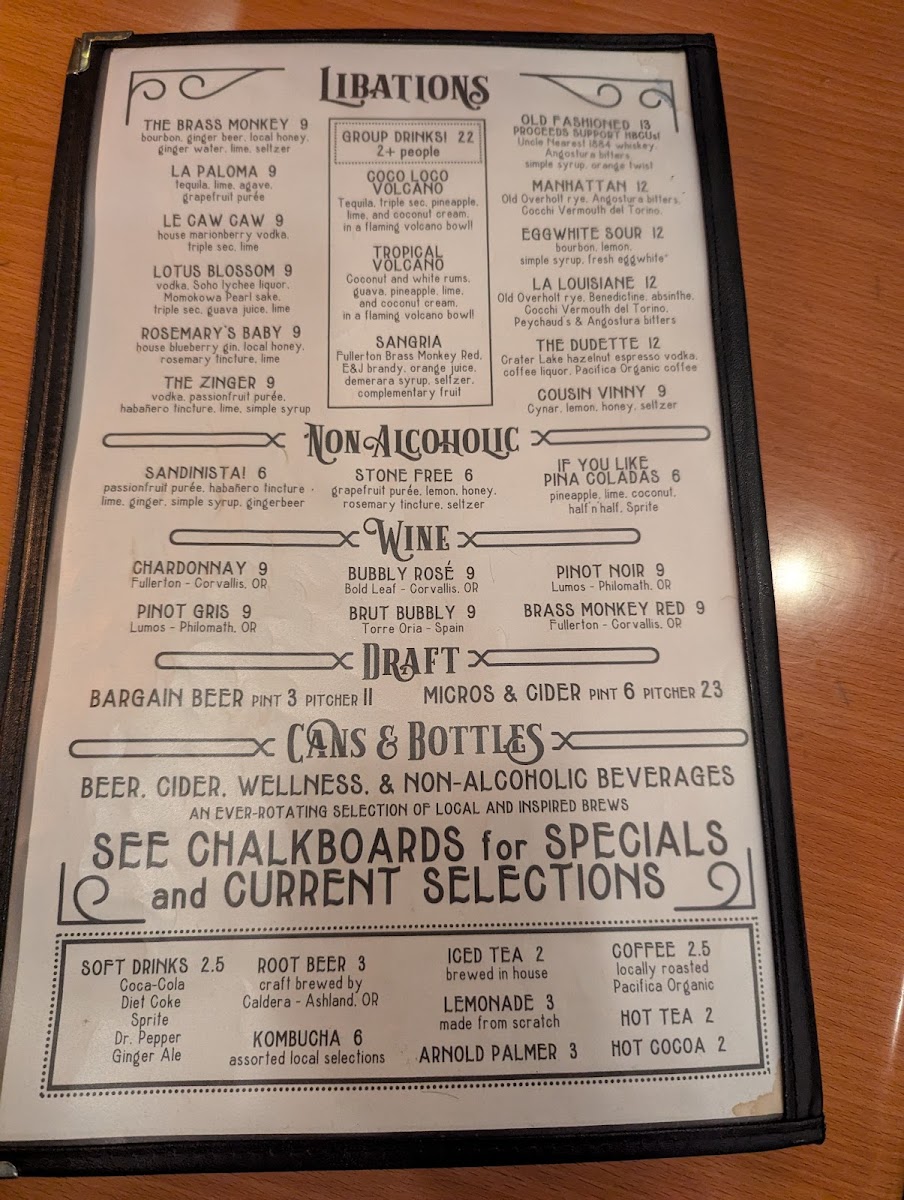 LIBATIONS
THE BRASS MONKEY 9
bourbon, ginger beer, local honey,
ginger water, lime, seltzer
LA PALOMA 9
tequila, lime, agave,
grapefruit purée
LE CAW CAW 9
house marionberry vodka,
triple sec, lime
LOTUS BLOSSOM 9
vodka, Soho lychee liquor,
Momokowa Pearl sake,
triple sec, guava juice, lime
ROSEMARY'S BABY 9
house blueberry gin, local honey,
rosemary tincture, lime
THE ZINGER 9
vodka, passionfruit purée,
habañero tincture, lime, simple syrup
GROUP DRINKS! 22
2+ people
COCO LOCO
VOLCANO
Tequila, triple sec, pineapple,
lime, and coconut cream,
in a flaming volcano bowl!
TROPICAL
VOLCANO
Coconut and white rums,
guava, pineapple, lime,
and coconut cream,
in a flaming volcano bowl!
SANGRIA
Fullerton Brass Monkey Red,
E&J brandy, orange juice,
demerara syrup, seltzer,
complementary fruit
OLD FASHIONED 13
PROCEEDS SUPPORT HBCUs!
Uncle Nearest 1884 whiskey,
Angostura bitters,
simple syrup, orange twist
MANHATTAN 12
Old Overholt rye, Angostura bitters,
Cocchi Vermouth del Torino,
EGGWHITE SOUR 12
bourbon, lemon,
simple syrup, fresh eggwhite*
LA LOUISIANE 12
Old Overholt rye, Benedictine, absinthe,
Cocchi Vermouth del Torino,
Peychaud's & Angostura bitters
THE DUDETTE 12
Crater Lake hazelnut espresso vodka,
coffee liquor, Pacifica Organic coffee
COUSIN VINNY 9
Cynar, lemon, honey, seltzer
NON ALCOHOLIC
SANDINISTA! 6
passionfruit purée, habañero tincture
lime, ginger, simple syrup, gingerbeer
STONE FREE 6
grapefruit purée, lemon, honey,
rosemary tincture, seltzer
IF YOU LIKE
PINA COLADAS 6
pineapple, lime, coconut,
half'n'half, Sprite
WINE
CHARDONNAY 9
Fullerton - Corvallis, OR
BUBBLY ROSÉ 9
Bold Leaf - Corvallis, OR
PINOT NOIR 9
Lumos - Philomath, OR
PINOT GRIS 9
Lumos - Philomath, OR
BRUT BUBBLY 9
Torre Oria - Spain
BRASS MONKEY RED 9
Fullerton - Corvallis, OR
DRAFT
BARGAIN BEER PINT 3 PITCHER 11
MICROS & CIDER PINT 6 PITCHER 23
CANS & BOTTLES
BEER, CIDER, WELLNESS, & NON-ALCOHOLIC BEVERAGES
AN EVER-ROTATING SELECTION OF LOCAL AND INSPIRED BREWS
SEE CHALKBOARDS for SPECIALS
and CURRENT SELECTIONS
SOFT DRINKS 2.5
Coca-Cola
Diet Coke
Sprite
Dr. Pepper
Ginger Ale
ROOT BEER 3
craft brewed by
Caldera - Ashland, OR
KOMBUCHA 6
assorted local selections
ICED TEA 2
brewed in house
LEMONADE 3
made from scratch
ARNOLD PALMER 3
COFFEE 2.5
locally roasted
Pacifica Organic
HOT TEA 2
HOT COCOA 2